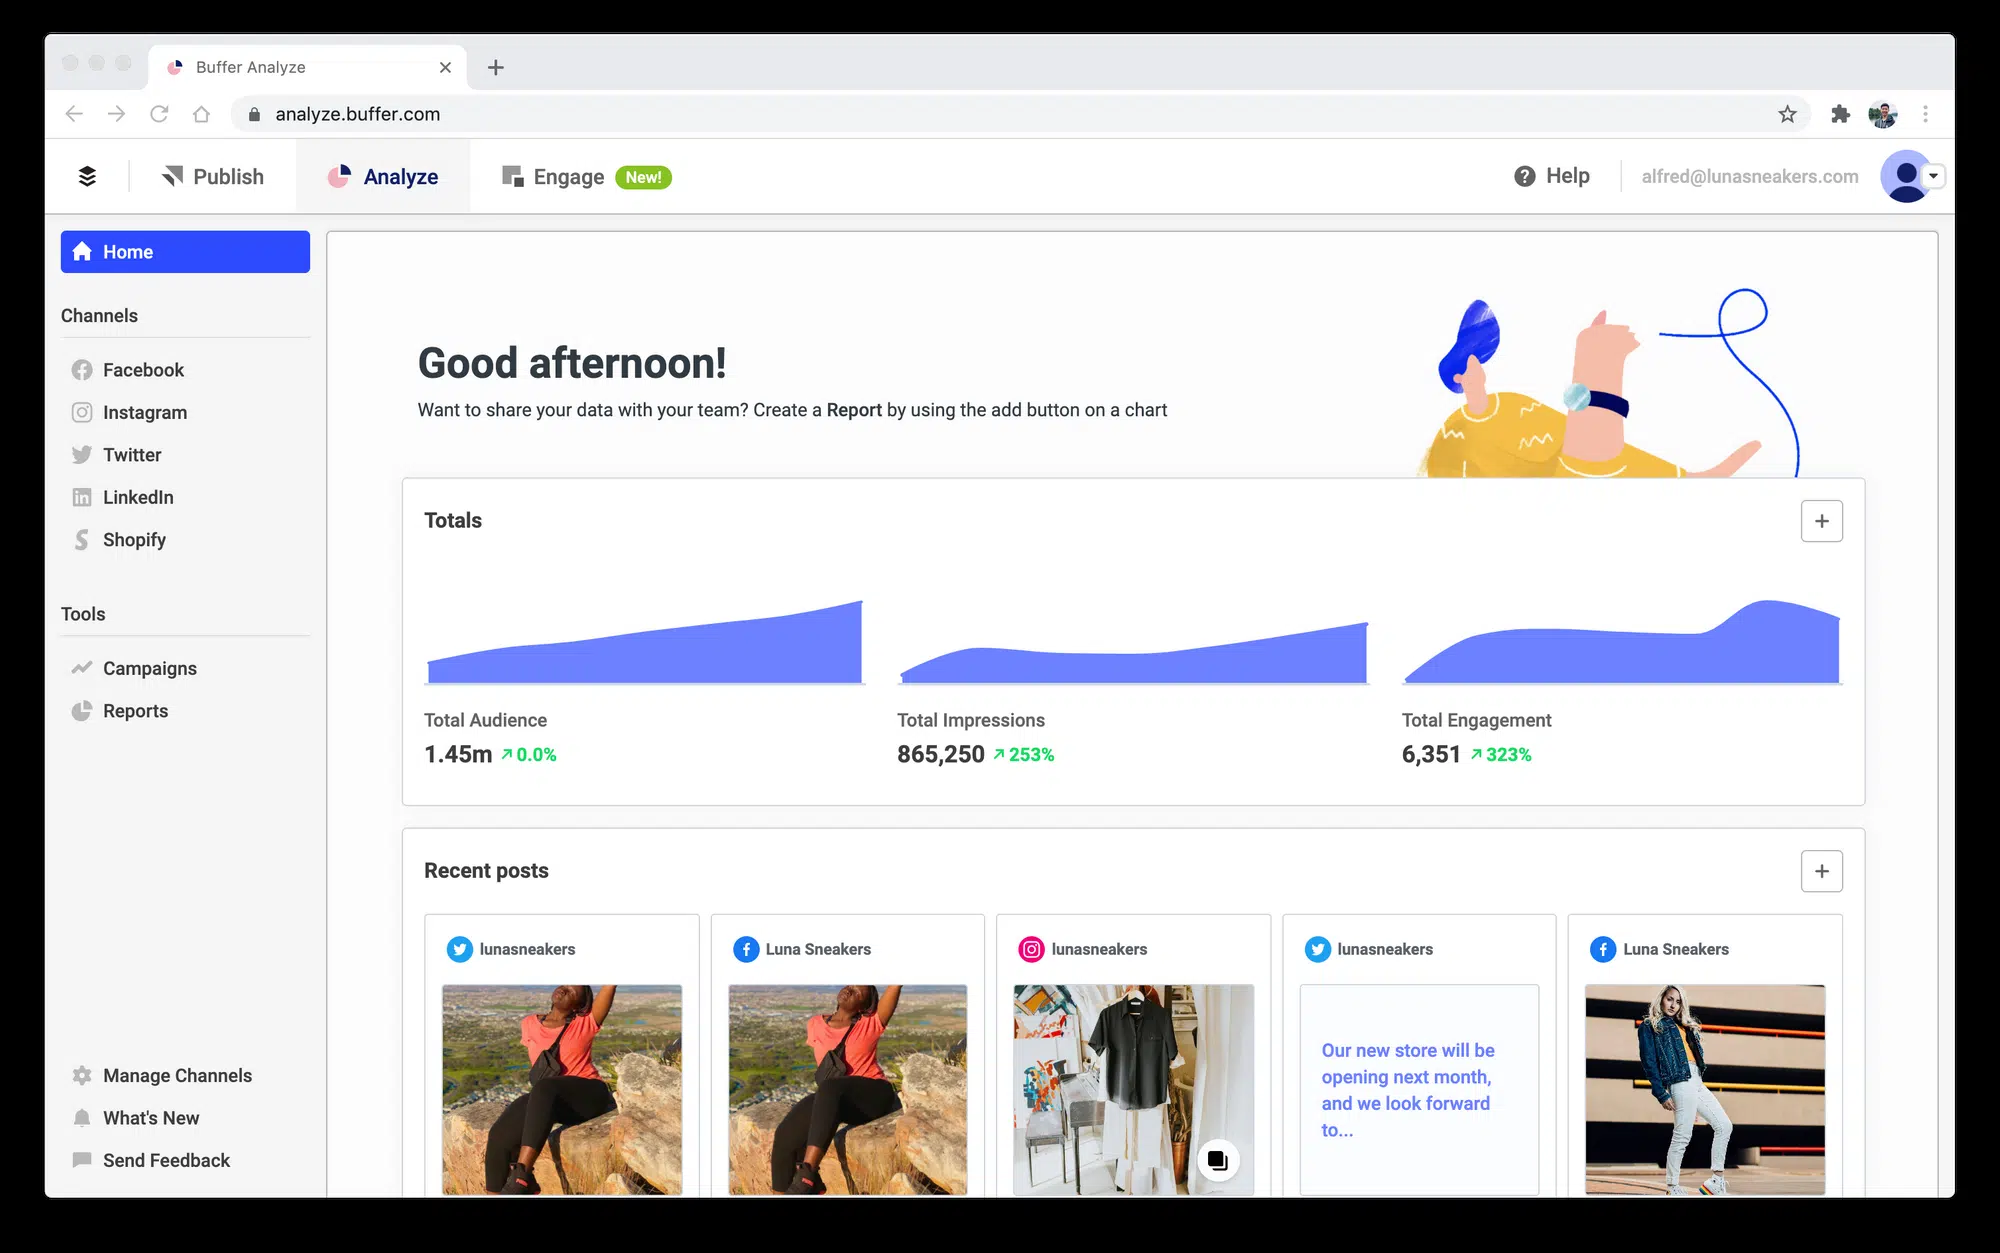 Buffer Analyze
analyze.buffer.com
Publish
Analyze
Engage New!
Help
alfred@lunasneakers.com
Home
Channels
Facebook
Instagram
Twitter
LinkedIn
Shopify
Tools
Campaigns
Reports
Manage Channels
What's New
Send Feedback
Good afternoon!
Want to share your data with your team? Create a Report by using the add button on a chart
Totals
Total Audience
1.45m 0.0%
Total Impressions
865,250 253%
Total Engagement
6,351 323%
Recent posts
lunasneakers
Luna Sneakers
lunasneakers
lunasneakers
Our new store will be
opening next month,
and we look forward
to...
Luna Sneakers